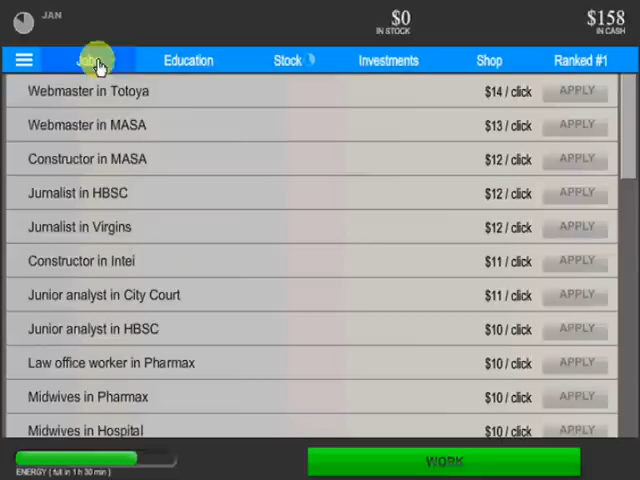 JAN
$0
IN STOCK
$158
IN CASH
Jobs
Education
Stock
Investments
Shop
Ranked #1
Webmaster in Totoya $14 / click APPLY
Webmaster in MASA $13 / click APPLY
Constructor in MASA $12 / click APPLY
Jurnalist in HBSC $12 / click APPLY
Jurnalist in Virgins $12 / click APPLY
Constructor in Intei $11 / click APPLY
Junior analyst in City Court $11 / click APPLY
Junior analyst in HBSC $10 / click APPLY
Law office worker in Pharmax $10 / click APPLY
Midwives in Pharmax $10 / click APPLY
Midwives in Hospital $10 / click APPLY
ENERGY ( full in 1 h 30 min )
WORK